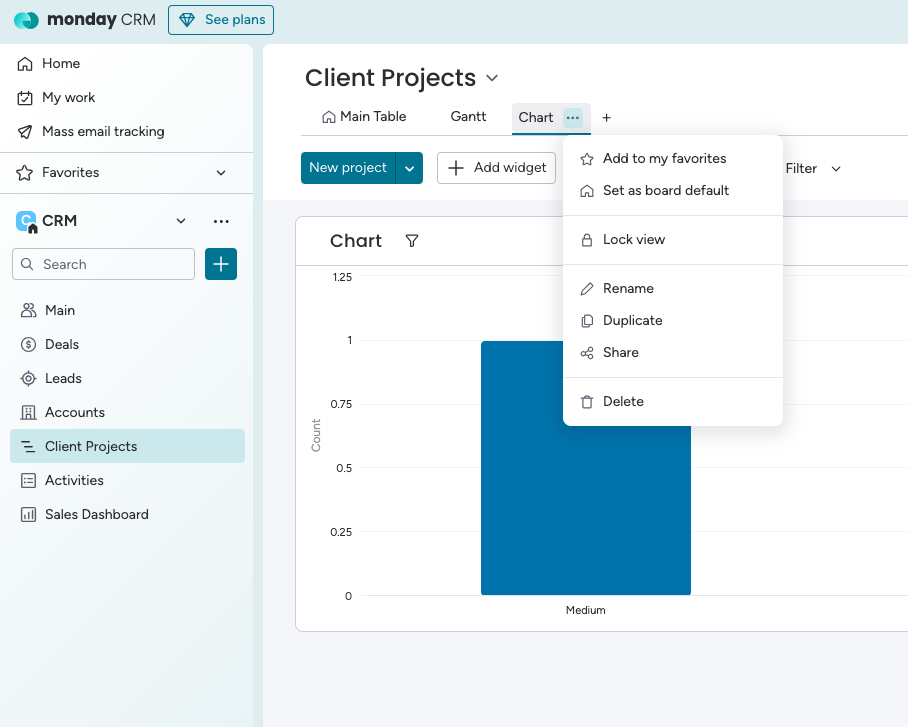 monday CRM
See plans
Home
My work
Mass email tracking
Favorites
C CRM
Search
Main
Deals
Leads
Accounts
Client Projects
Activities
Sales Dashboard
Client Projects
Main Table Gantt Chart
New project Add widget Filter
Add to my favorites
Set as board default
Lock view
Rename
Duplicate
Share
Delete
Chart
1.25
1
0.75
0.5
0.25
0
Count
Medium